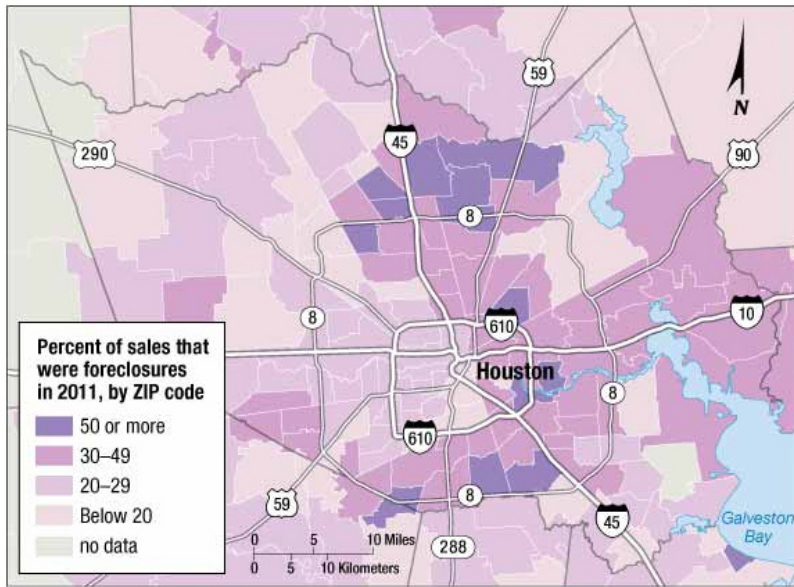 59
N
45
290
90
8
8
610
10
Houston
8
610
8
59
288
45
Galveston
Bay
Percent of sales that
were foreclosures
in 2011, by ZIP code
50 or more
30–49
20–29
Below 20
no data
0 5 10 Miles
0 5 10 Kilometers